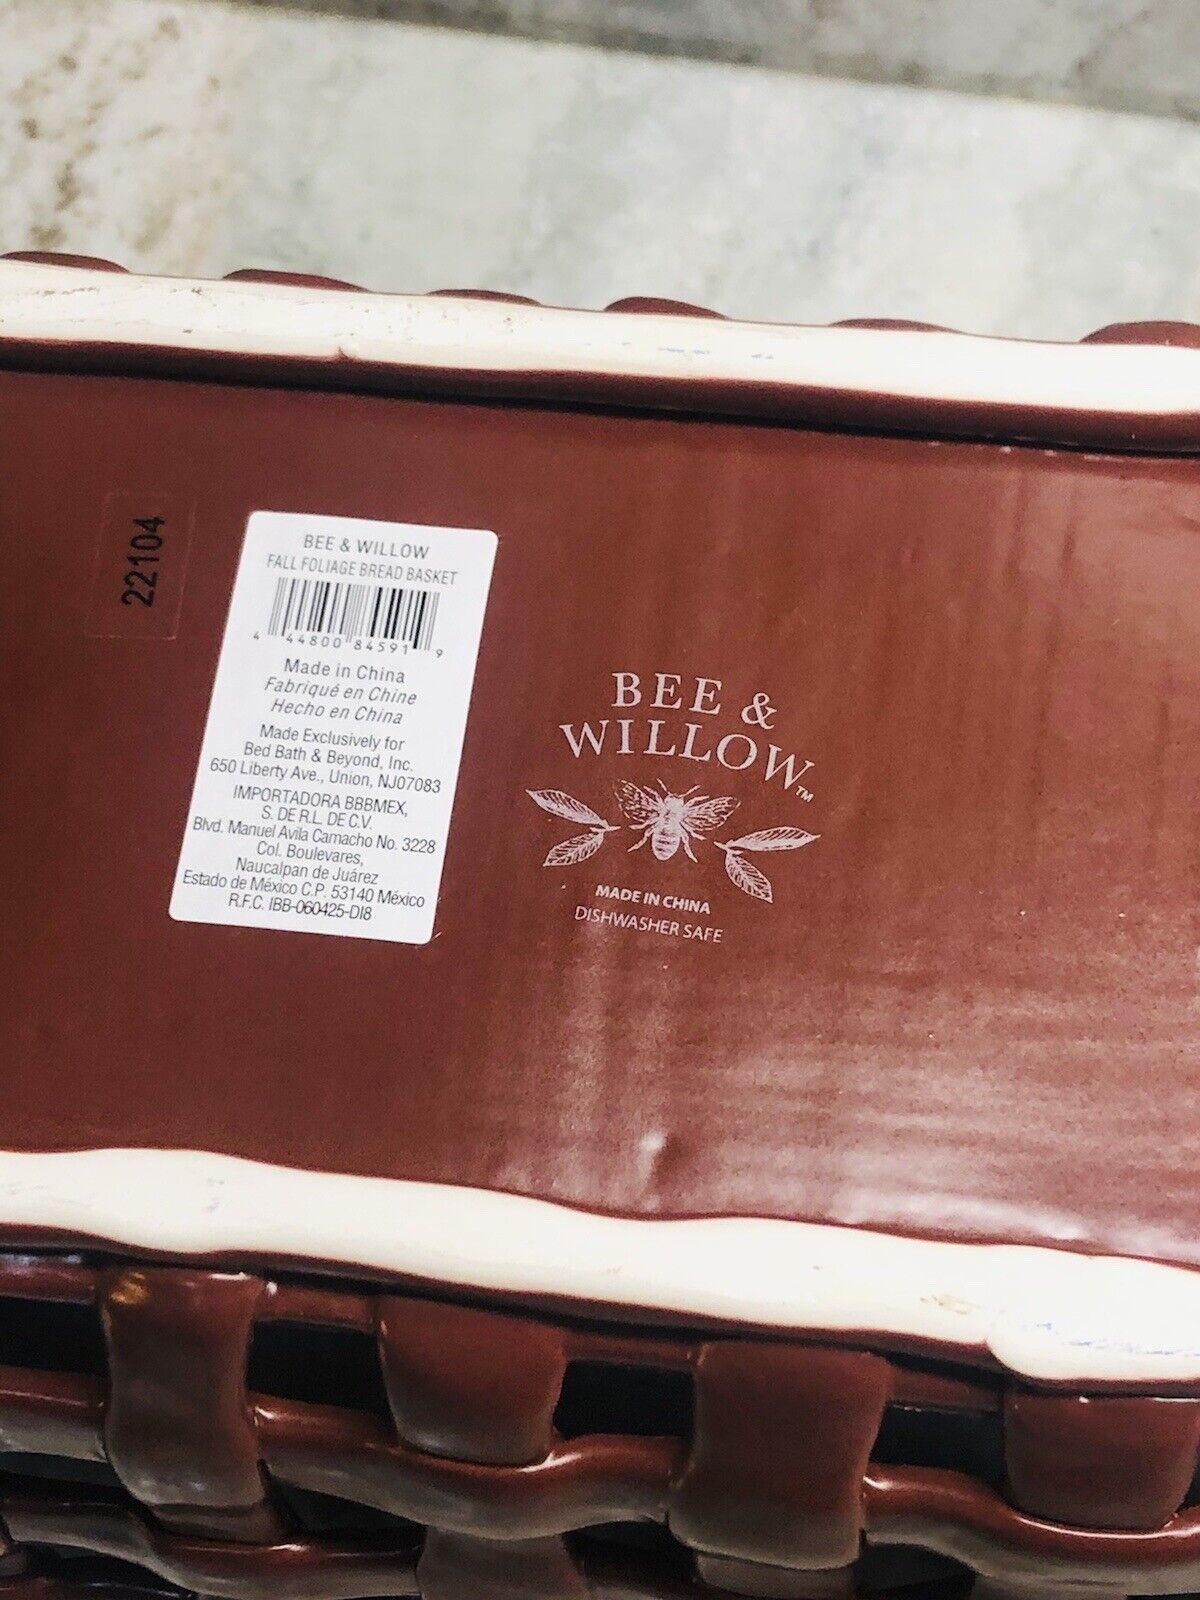 22104
BEE & WILLOW
FALL FOLIAGE BREAD BASKET
4 44800 84591 9
Made in China
Fabriqué en Chine
Hecho en China
Made Exclusively for
Bed Bath & Beyond, Inc.
650 Liberty Ave., Union, NJ07083
IMPORTADORA BBBMEX,
S. DE R.L. DE C.V.
Blvd. Manuel Avila Camacho No. 3228
Col. Boulevares,
Naucalpan de Juárez
Estado de México C.P. 53140 México
R.F.C. IBB-060425-DI8
BEE &
WILLOW™
MADE IN CHINA
DISHWASHER SAFE